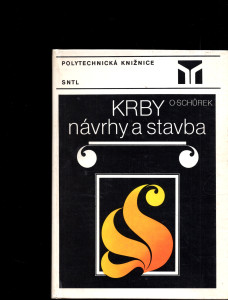 POLYTECHNICKÁ KNIŽNICE
SNTL
KRBY O SCHÜREK
návrhy a stavba